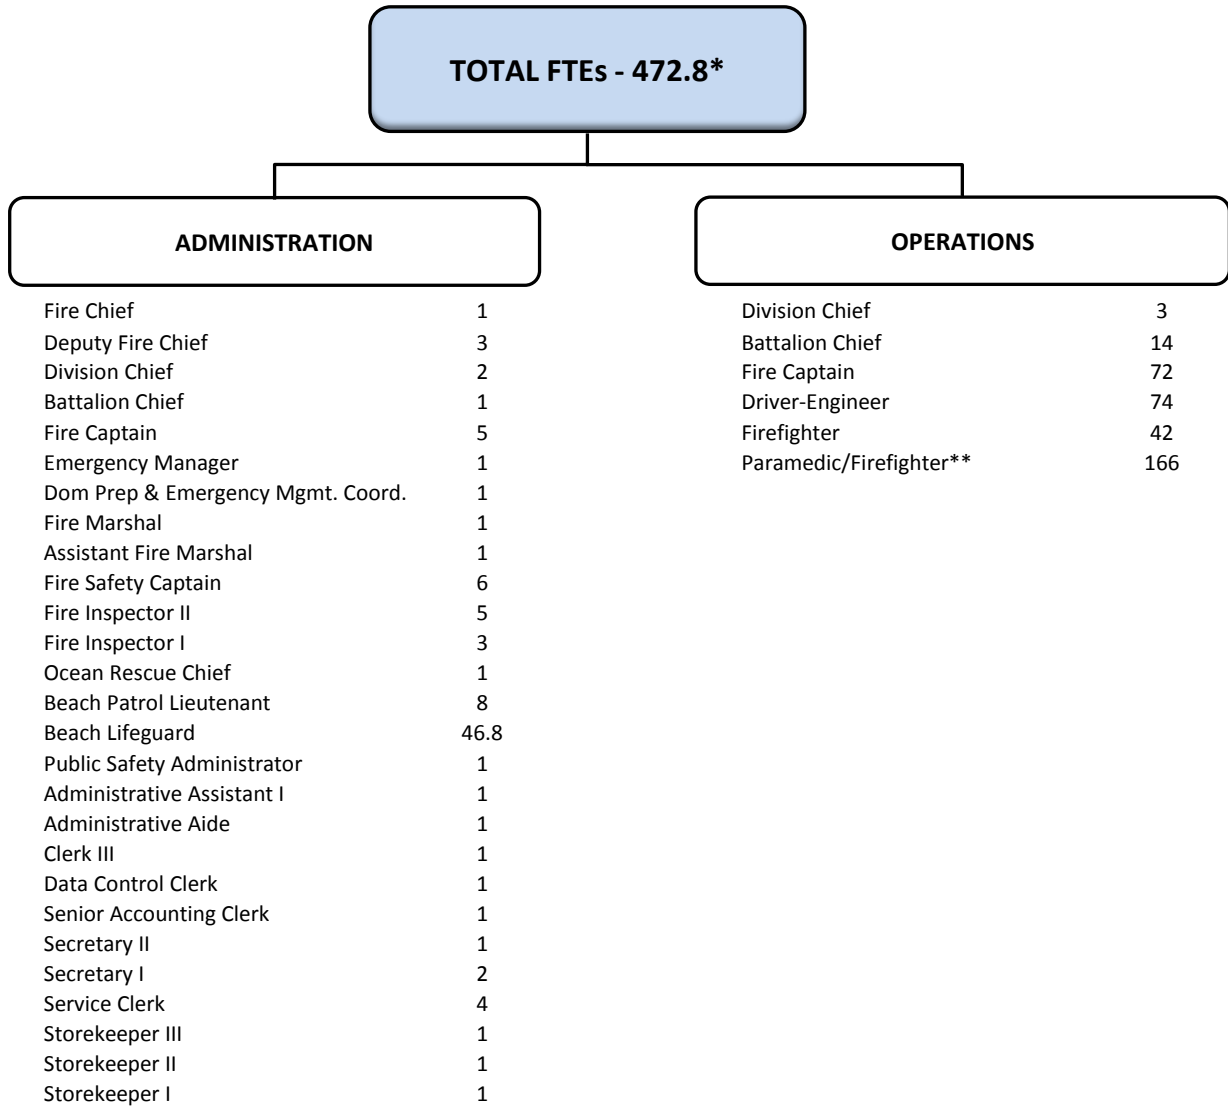 TOTAL FTEs - 472.8*
ADMINISTRATION
Fire Chief 1
Deputy Fire Chief 3
Division Chief 2
Battalion Chief 1
Fire Captain 5
Emergency Manager 1
Dom Prep & Emergency Mgmt. Coord. 1
Fire Marshal 1
Assistant Fire Marshal 1
Fire Safety Captain 6
Fire Inspector II 5
Fire Inspector I 3
Ocean Rescue Chief 1
Beach Patrol Lieutenant 8
Beach Lifeguard 46.8
Public Safety Administrator 1
Administrative Assistant I 1
Administrative Aide 1
Clerk III 1
Data Control Clerk 1
Senior Accounting Clerk 1
Secretary II 1
Secretary I 2
Service Clerk 4
Storekeeper III 1
Storekeeper II 1
Storekeeper I 1
OPERATIONS
Division Chief 3
Battalion Chief 14
Fire Captain 72
Driver-Engineer 74
Firefighter 42
Paramedic/Firefighter** 166